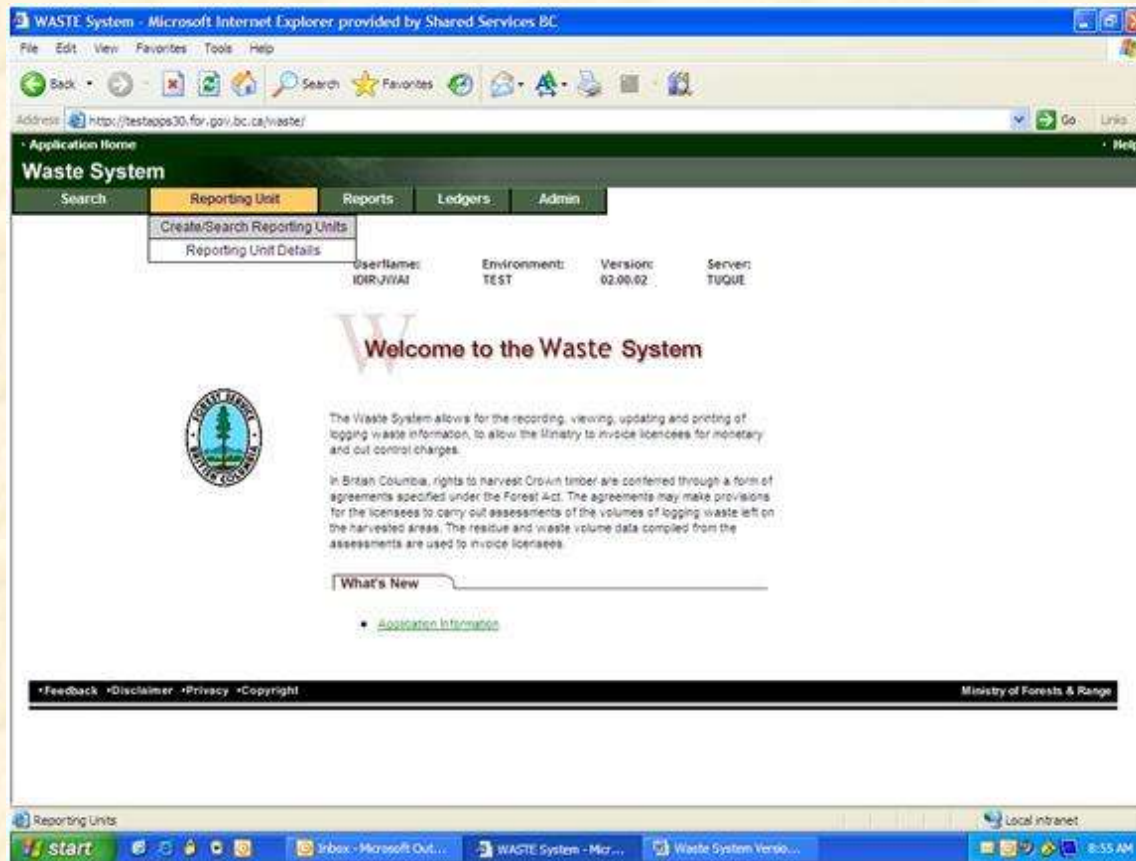 WASTE System - Microsoft Internet Explorer provided by Shared Services BC
File Edit View Favorites Tools Help
Back Search Favorites
Address http://testapps30.for.gov.bc.ca/waste/ Go Links
Application Home Help
Waste System
Search Reporting Unit Reports Ledgers Admin
Create/Search Reporting Units
Reporting Unit Details
UserName: Environment: Version: Server:
TEST 02.00.02 TUQUE
W
Welcome to the Waste System
FOREST SERVICE
BRITISH COLUMBIA
The Waste System allows for the recording, viewing, updating and printing of
logging waste information, to allow the Ministry to invoice licencees for monetary
and cut control charges.
In British Columbia, rights to harvest Crown timber are conferred through a form of
agreements specified under the Forest Act. The agreements may make provisions
for the licensees to carry out assessments of the volumes of logging waste left on
the harvested areas. The residue and waste volume data compiled from the
assessments are used to invoice licensees.
What's New
• Application Information
•Feedback •Disclaimer •Privacy •Copyright Ministry of Forests & Range
Reporting Units Local intranet
start Inbox - Microsoft Out... WASTE System - Micr... Waste System Versio... 8:55 AM